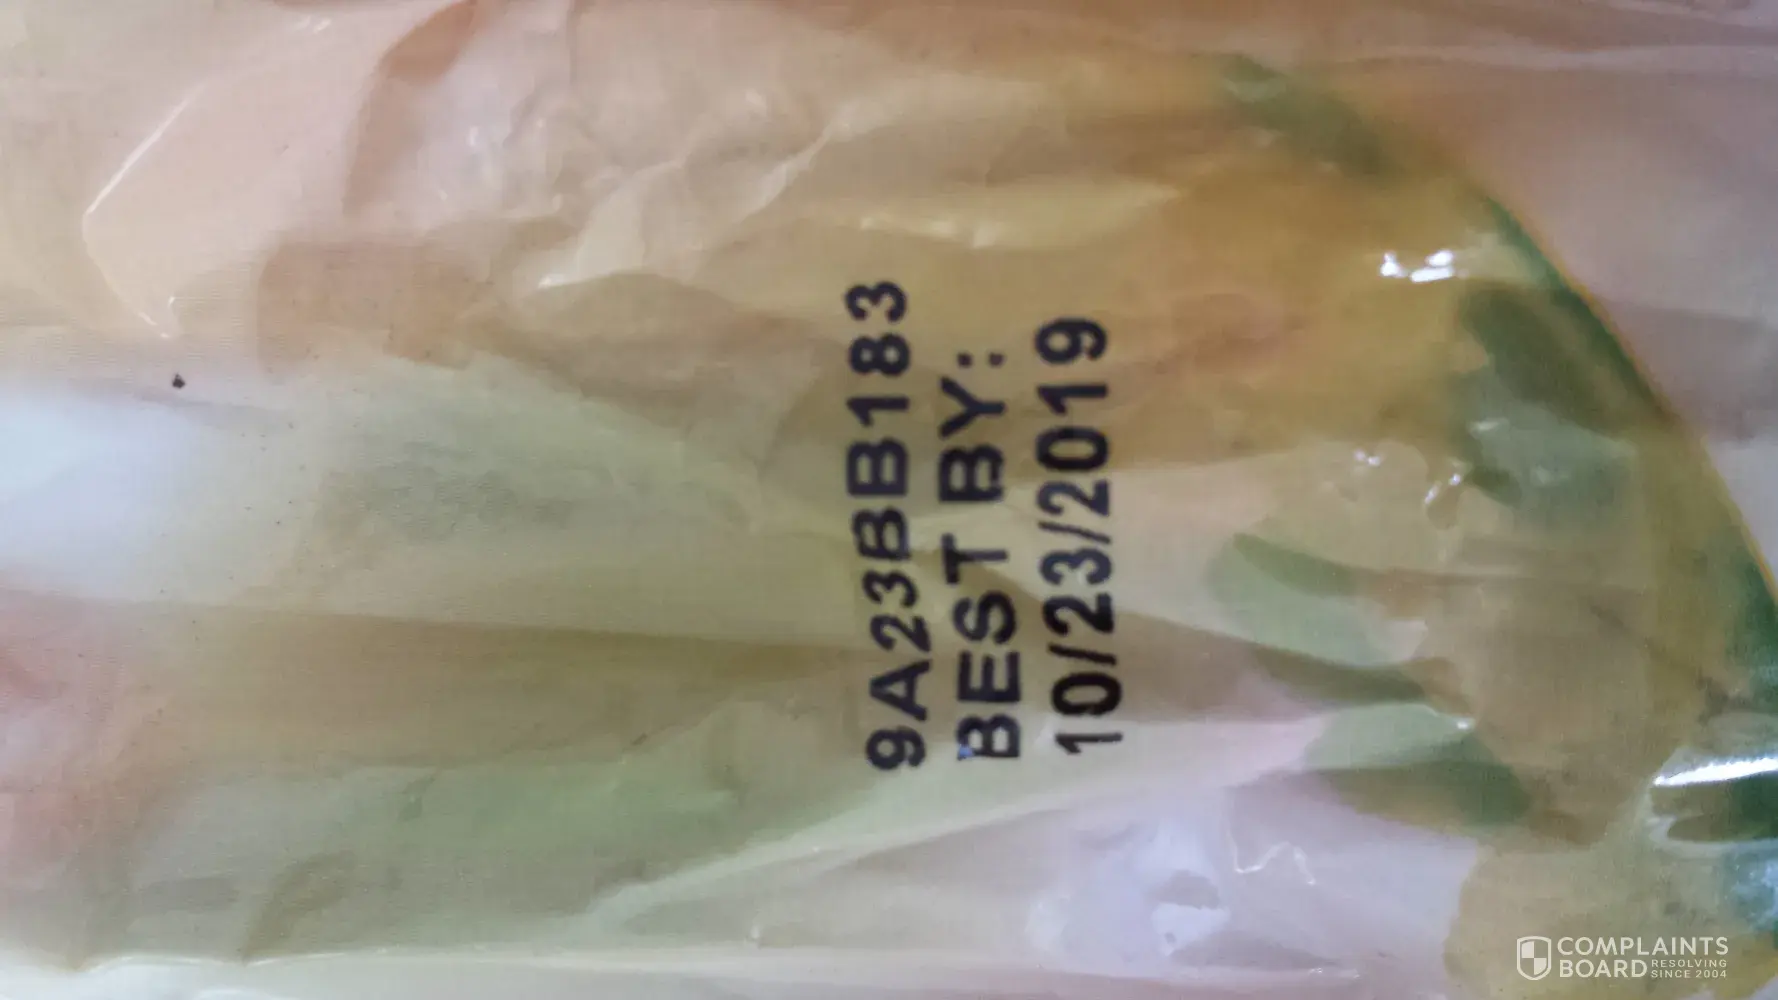 9A23BB183
BEST BY:
10/23/2019
COMPLAINTS
BOARD RESOLVING
SINCE 2004